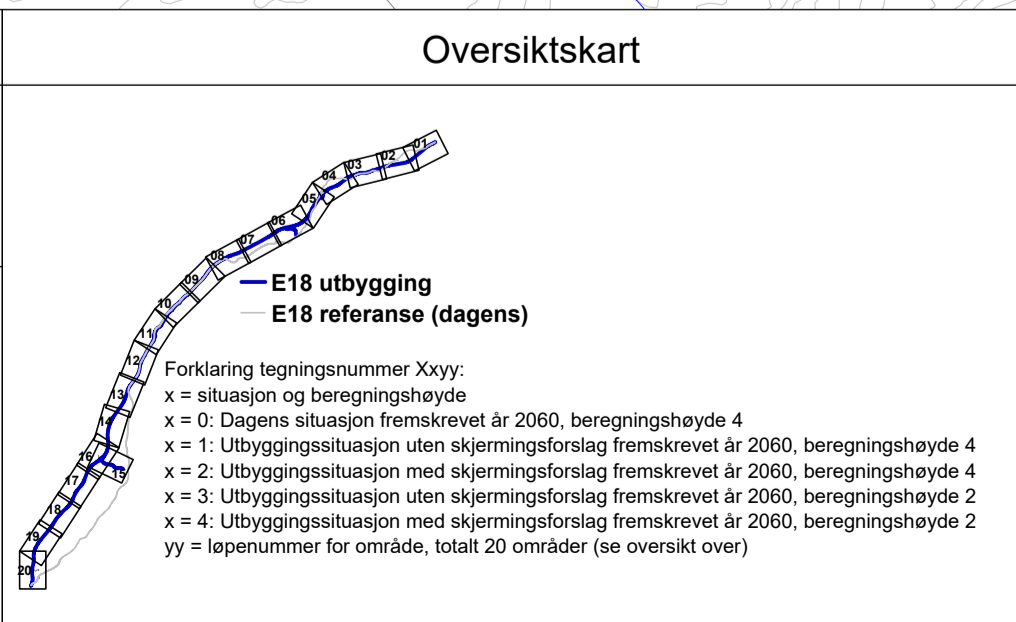 Oversiktskart
01
02
03
04
05
06
07
08
09
10
11
12
13
14
15
16
17
18
19
20
E18 utbygging
E18 referanse (dagens)
Forklaring tegningsnummer Xxyy:
x = situasjon og beregningshøyde
x = 0: Dagens situasjon fremskrevet år 2060, beregningshøyde 4
x = 1: Utbyggingssituasjon uten skjermingsforslag fremskrevet år 2060, beregningshøyde 4
x = 2: Utbyggingssituasjon med skjermingsforslag fremskrevet år 2060, beregningshøyde 4
x = 3: Utbyggingssituasjon uten skjermingsforslag fremskrevet år 2060, beregningshøyde 2
x = 4: Utbyggingssituasjon med skjermingsforslag fremskrevet år 2060, beregningshøyde 2
yy = løpenummer for område, totalt 20 områder (se oversikt over)